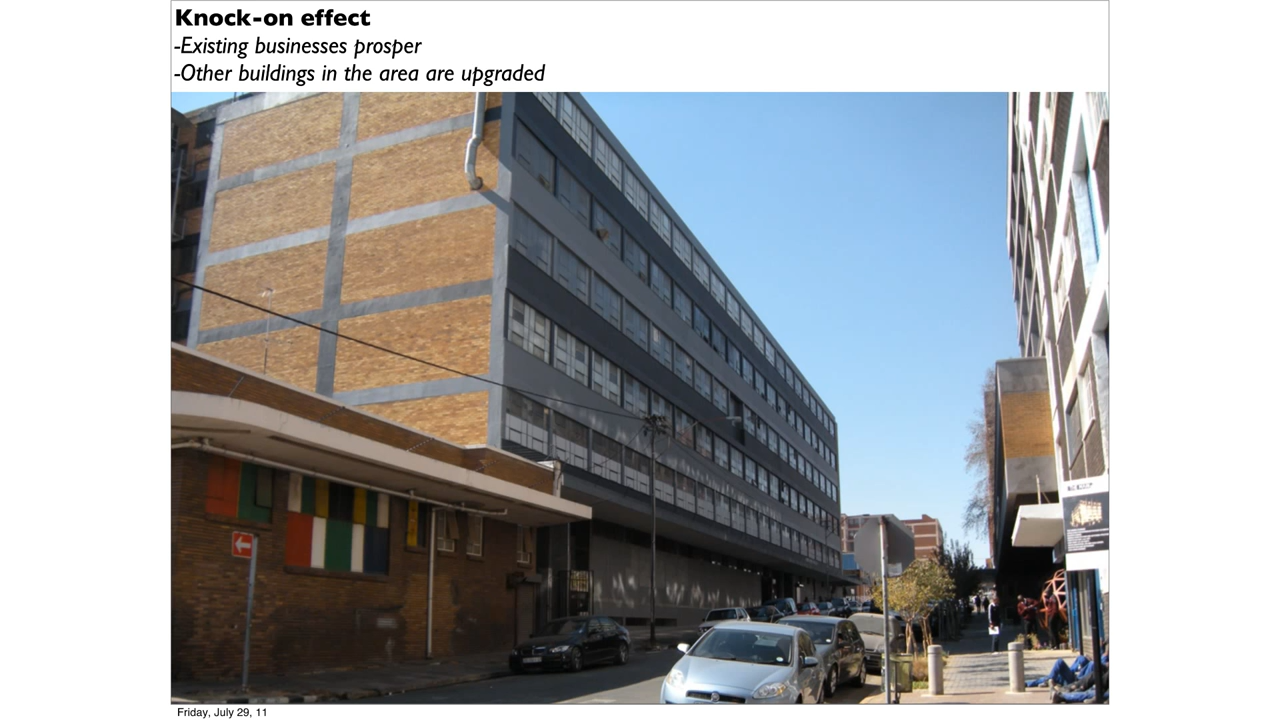 Knock-on effect
-Existing businesses prosper
-Other buildings in the area are upgraded
Friday, July 29, 11